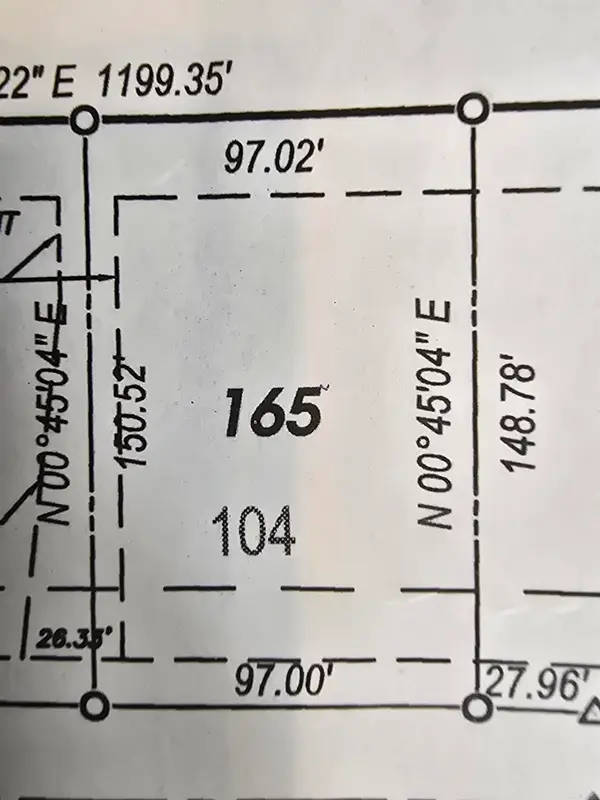 22" E 1199.35'
97.02'
N 00°45'04" E
150.52'
165
N 00°45'04" E
148.78'
104
26.33'
97.00'
27.96'